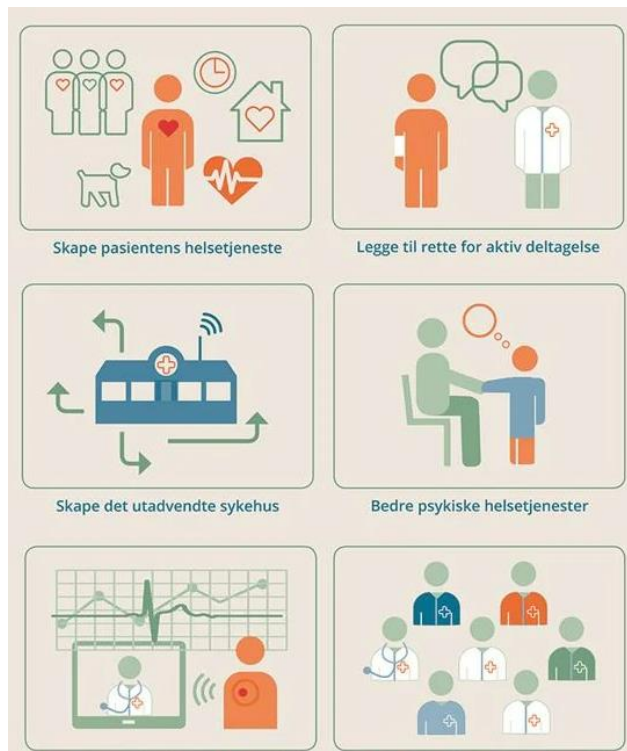 Skape pasientens helsetjeneste
Legge til rette for aktiv deltagelse
Skape det utadvendte sykehus
Bedre psykiske helsetjenester